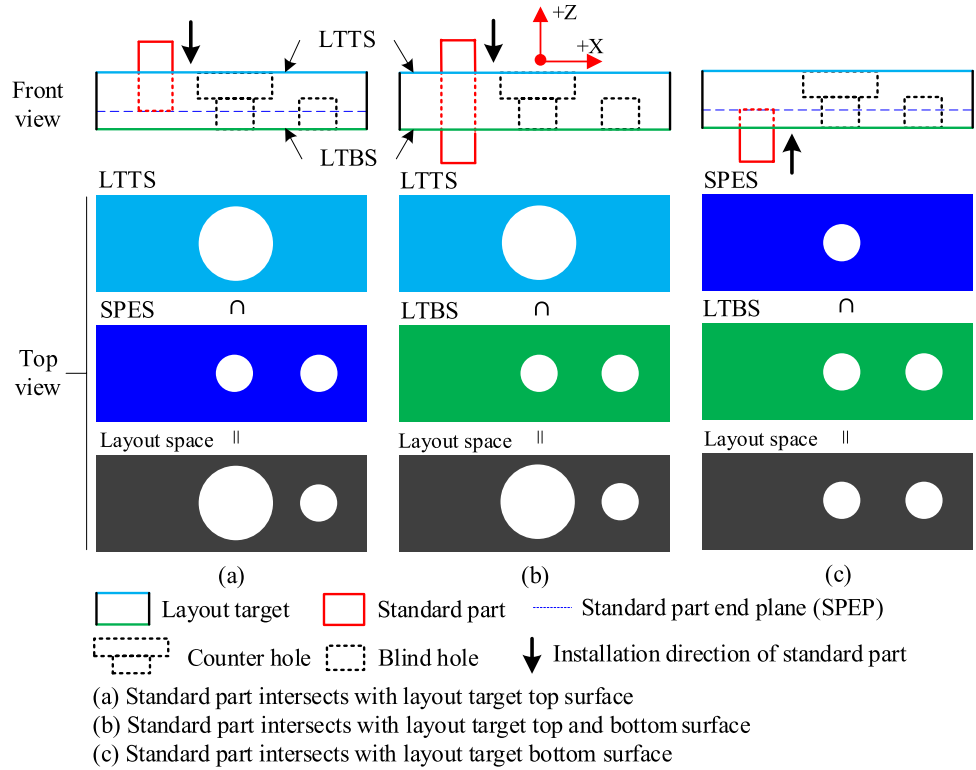 +Z
LTTS
+X
Front
view
LTBS
LTTS
LTTS
SPES
∩
∩
∩
SPES
LTBS
LTBS
Top
view
Layout space =
Layout space =
Layout space =
(a)
(b)
(c)
Layout target
Standard part
Standard part end plane (SPEP)
Counter hole
Blind hole
Installation direction of standard part
(a) Standard part intersects with layout target top surface
(b) Standard part intersects with layout target top and bottom surface
(c) Standard part intersects with layout target bottom surface